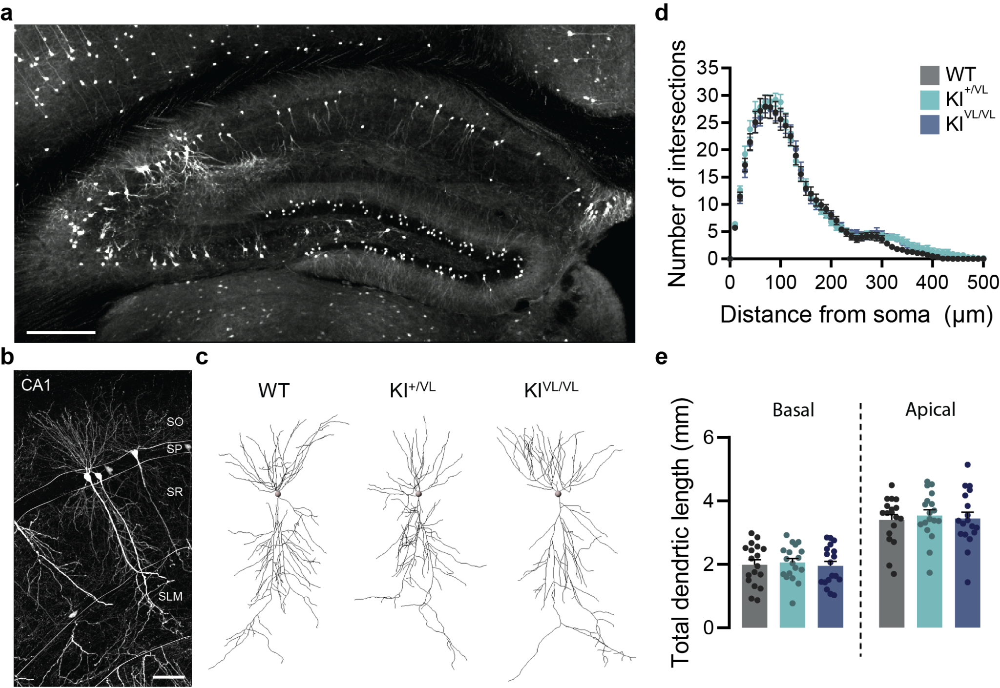 a
d
Number of intersections
35
30
25
20
15
10
5
0
0 100 200 300 400 500
Distance from soma (µm)
WT
KI+/VL
KIVL/VL
b
CA1
SO
SP
SR
SLM
c
WT KI+/VL KIVL/VL
e
Basal Apical
Total dendrtic length (mm)
6
4
2
0